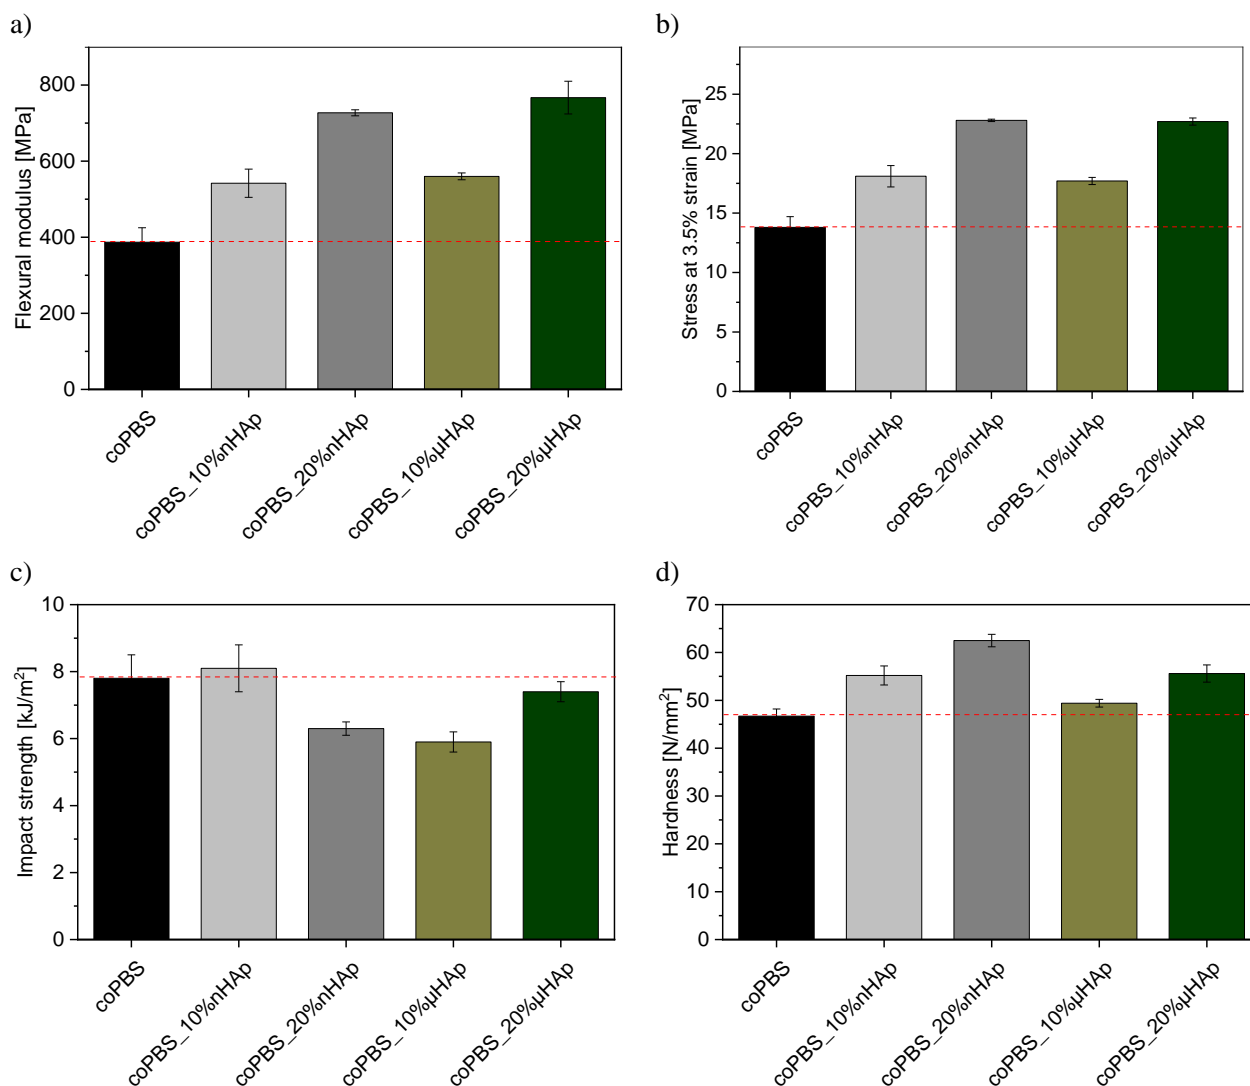 a)
Flexural modulus [MPa]
800
600
400
200
0
coPBS
coPBS_10%nHAp
coPBS_20%nHAp
coPBS_10%µHAp
coPBS_20%µHAp
b)
Stress at 3.5% strain [MPa]
25
20
15
10
5
0
coPBS
coPBS_10%nHAp
coPBS_20%nHAp
coPBS_10%µHAp
coPBS_20%µHAp
c)
Impact strength [kJ/m²]
10
8
6
4
2
0
coPBS
coPBS_10%nHAp
coPBS_20%nHAp
coPBS_10%µHAp
coPBS_20%µHAp
d)
Hardness [N/mm²]
70
60
50
40
30
20
10
0
coPBS
coPBS_10%nHAp
coPBS_20%nHAp
coPBS_10%µHAp
coPBS_20%µHAp